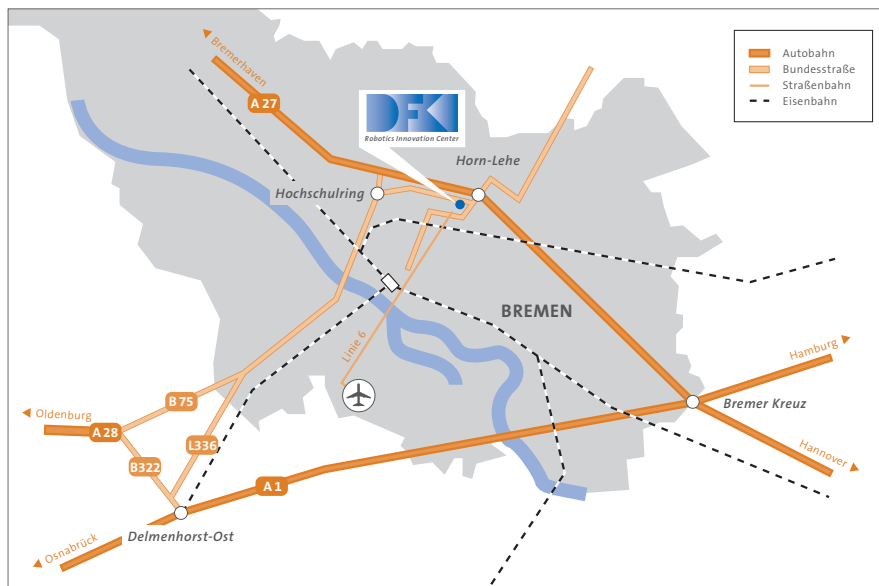 Bremerhaven
A 27
DFKI
Robotics Innovation Center
Horn-Lehe
Hochschulring
Autobahn
Bundesstraße
Straßenbahn
Eisenbahn
BREMEN
Linie 6
Hamburg
Bremer Kreuz
Hannover
B 75
Oldenburg
A 28
L336
B322
A 1
Delmenhorst-Ost
Osnabrück